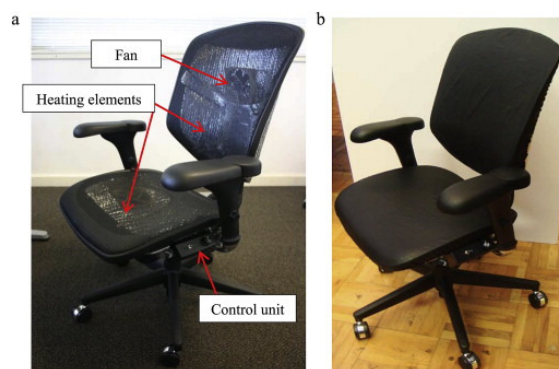 a
b
Fan
Heating elements
Control unit